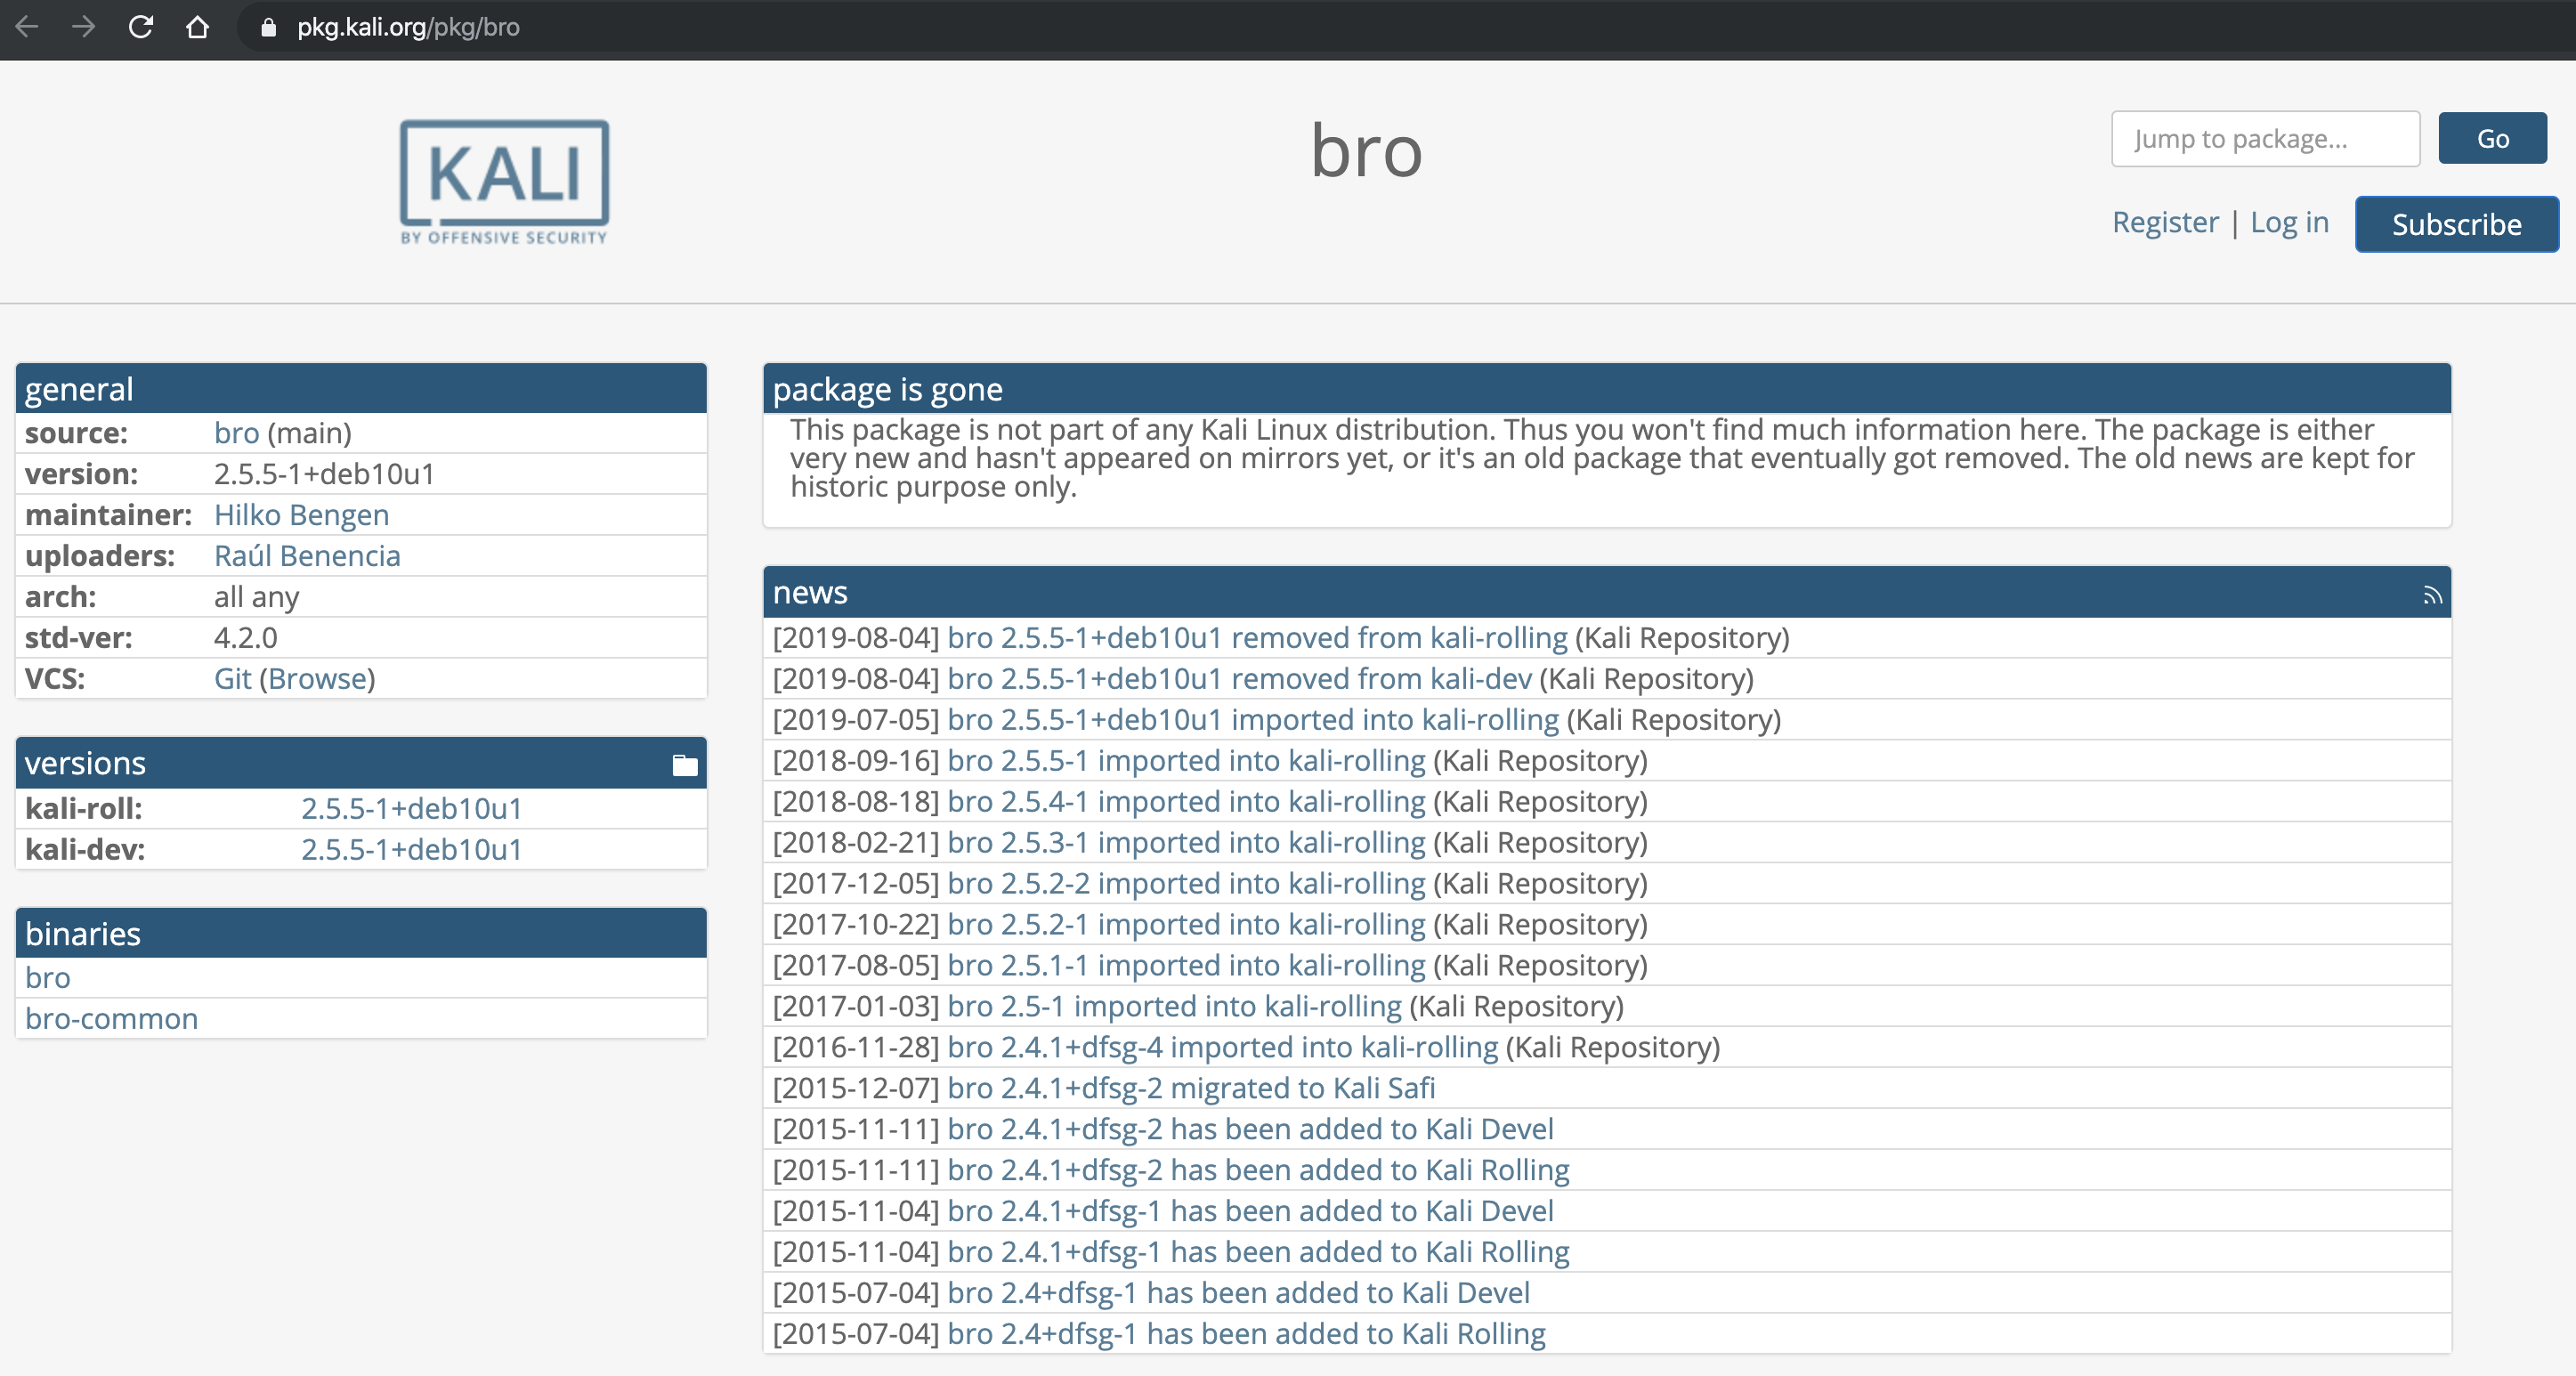 pkg.kali.org/pkg/bro
KALI
BY OFFENSIVE SECURITY
bro
Jump to package...
Go
Register | Log in
Subscribe
general
source: bro (main)
version: 2.5.5-1+deb10u1
maintainer: Hilko Bengen
uploaders: Raúl Benencia
arch: all any
std-ver: 4.2.0
VCS: Git (Browse)
versions
kali-roll: 2.5.5-1+deb10u1
kali-dev: 2.5.5-1+deb10u1
binaries
bro
bro-common
package is gone
This package is not part of any Kali Linux distribution. Thus you won't find much information here. The package is either
very new and hasn't appeared on mirrors yet, or it's an old package that eventually got removed. The old news are kept for
historic purpose only.
news
[2019-08-04] bro 2.5.5-1+deb10u1 removed from kali-rolling (Kali Repository)
[2019-08-04] bro 2.5.5-1+deb10u1 removed from kali-dev (Kali Repository)
[2019-07-05] bro 2.5.5-1+deb10u1 imported into kali-rolling (Kali Repository)
[2018-09-16] bro 2.5.5-1 imported into kali-rolling (Kali Repository)
[2018-08-18] bro 2.5.4-1 imported into kali-rolling (Kali Repository)
[2018-02-21] bro 2.5.3-1 imported into kali-rolling (Kali Repository)
[2017-12-05] bro 2.5.2-2 imported into kali-rolling (Kali Repository)
[2017-10-22] bro 2.5.2-1 imported into kali-rolling (Kali Repository)
[2017-08-05] bro 2.5.1-1 imported into kali-rolling (Kali Repository)
[2017-01-03] bro 2.5-1 imported into kali-rolling (Kali Repository)
[2016-11-28] bro 2.4.1+dfsg-4 imported into kali-rolling (Kali Repository)
[2015-12-07] bro 2.4.1+dfsg-2 migrated to Kali Safi
[2015-11-11] bro 2.4.1+dfsg-2 has been added to Kali Devel
[2015-11-11] bro 2.4.1+dfsg-2 has been added to Kali Rolling
[2015-11-04] bro 2.4.1+dfsg-1 has been added to Kali Devel
[2015-11-04] bro 2.4.1+dfsg-1 has been added to Kali Rolling
[2015-07-04] bro 2.4+dfsg-1 has been added to Kali Devel
[2015-07-04] bro 2.4+dfsg-1 has been added to Kali Rolling